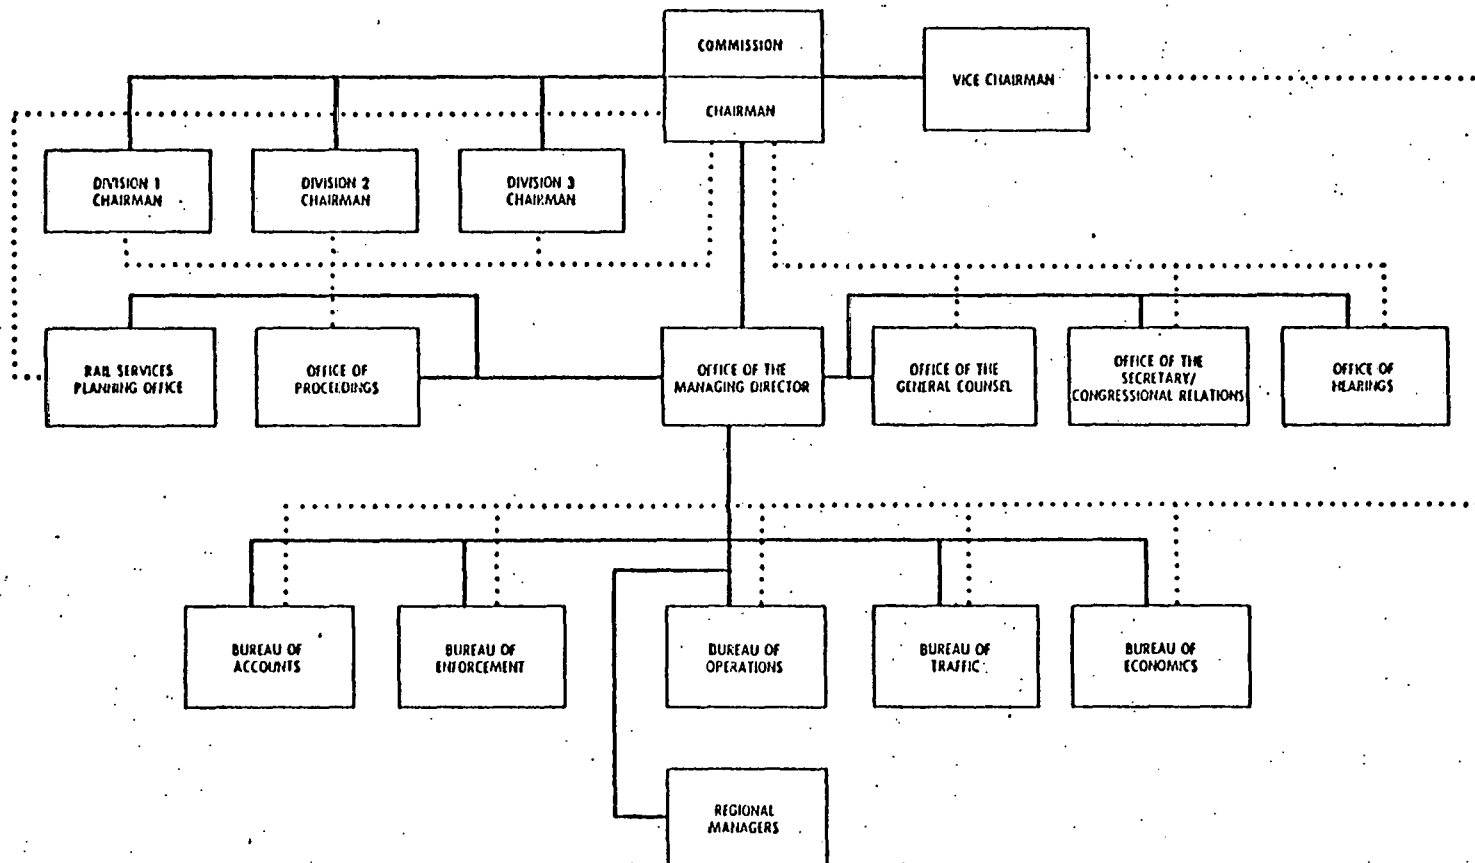 COMMISSION
CHAIRMAN
VICE CHAIRMAN
DIVISION 1
CHAIRMAN
DIVISION 2
CHAIRMAN
DIVISION 3
CHAIRMAN
RAIL SERVICES
PLANNING OFFICE
OFFICE OF
PROCEEDINGS
OFFICE OF THE
MANAGING DIRECTOR
OFFICE OF THE
GENERAL COUNSEL
OFFICE OF THE
SECRETARY/
CONGRESSIONAL RELATIONS
OFFICE OF
HEARINGS
BUREAU OF
ACCOUNTS
BUREAU OF
ENFORCEMENT
BUREAU OF
OPERATIONS
BUREAU OF
TRAFFIC
BUREAU OF
ECONOMICS
REGIONAL
MANAGERS